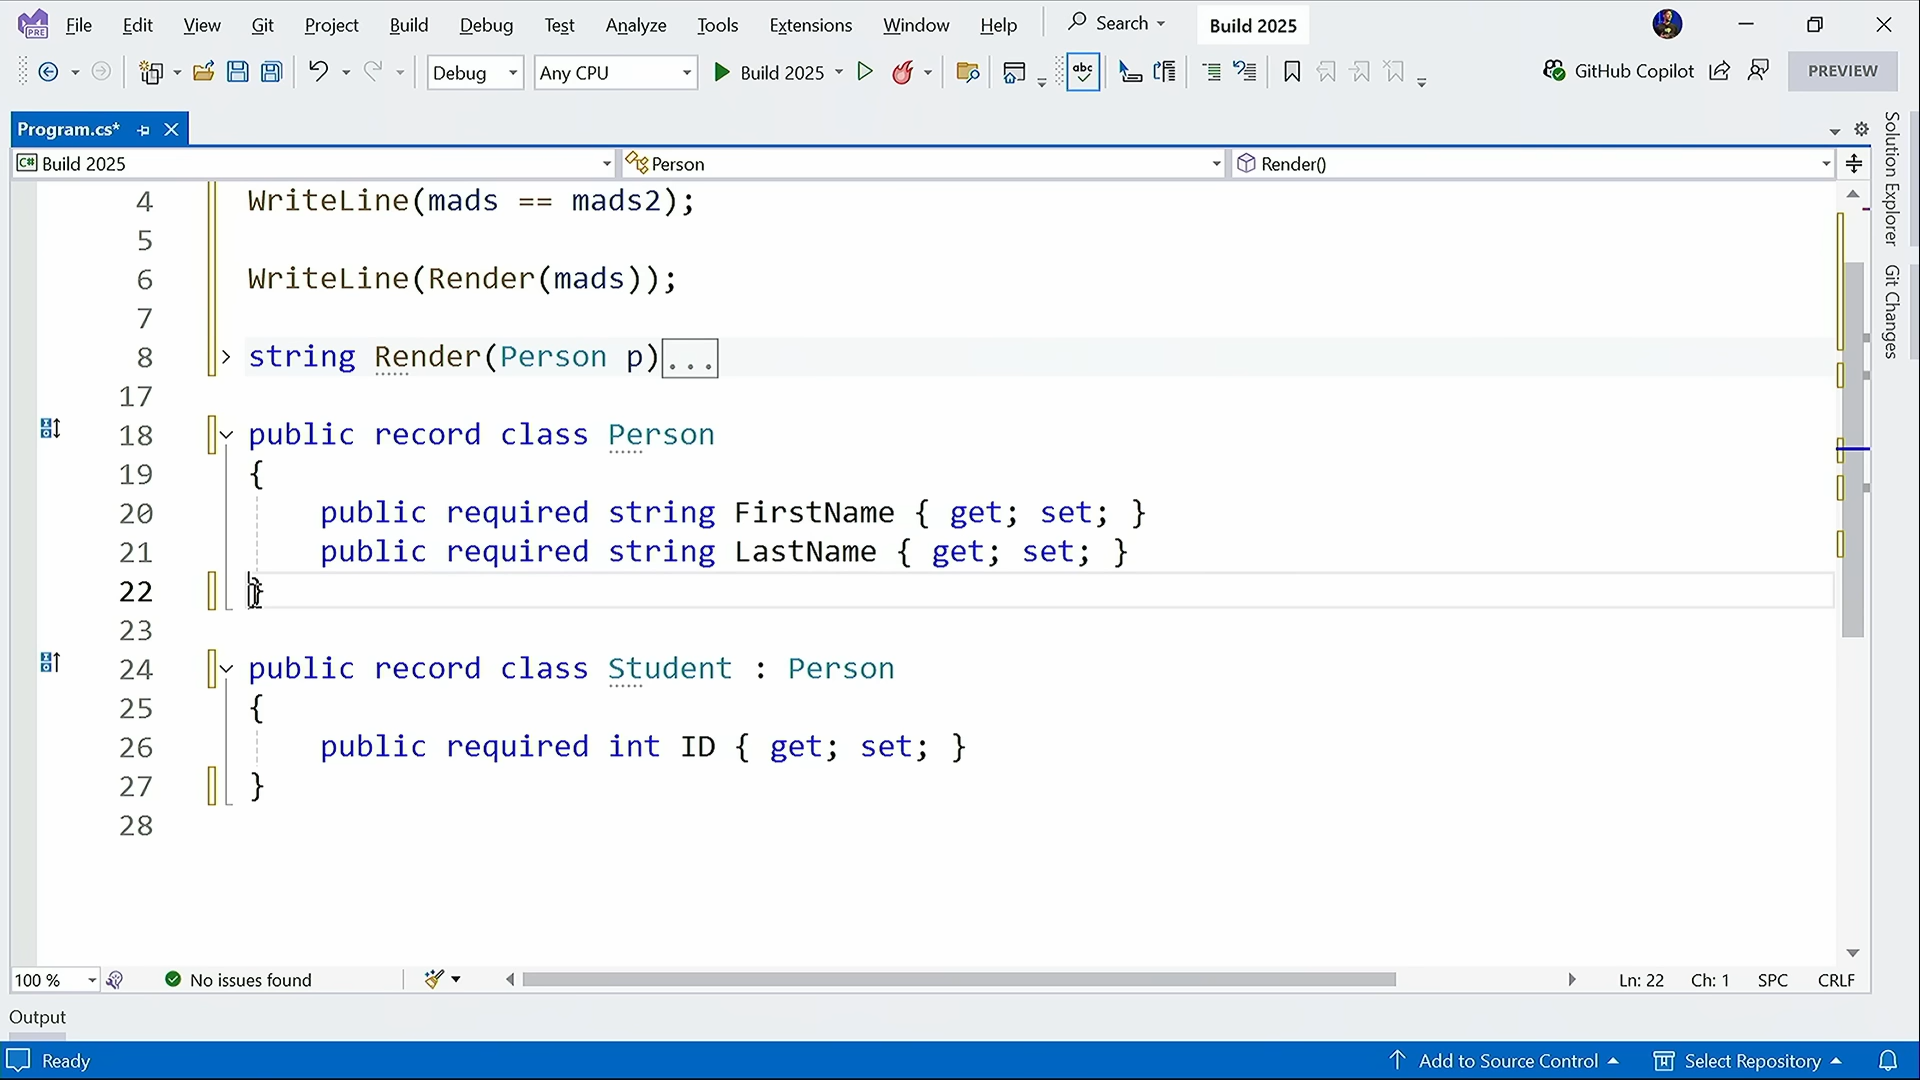 PRE File Edit View Git Project Build Debug Test Analyze Tools Extensions Window Help Search Build 2025
Debug Any CPU Build 2025 abc GitHub Copilot PREVIEW
Program.cs*
C# Build 2025 Person Render()
4 WriteLine(mads == mads2);
5
6 WriteLine(Render(mads));
7
8 string Render(Person p)...
17
18 public record class Person
19 {
20 public required string FirstName { get; set; }
21 public required string LastName { get; set; }
22 }
23
24 public record class Student : Person
25 {
26 public required int ID { get; set; }
27 }
28
Solution Explorer
Git Changes
100 % No issues found Ln: 22 Ch: 1 SPC CRLF
Output
Ready Add to Source Control Select Repository